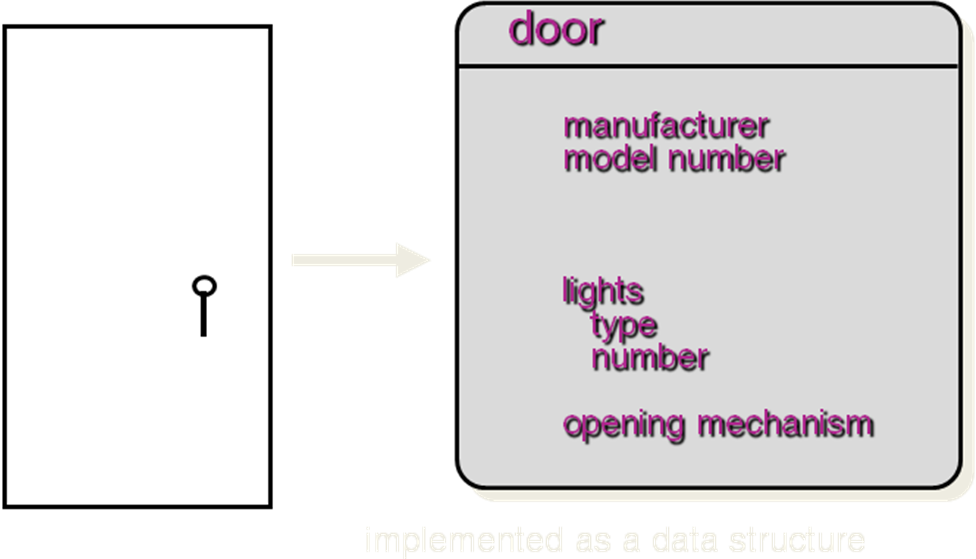 door
manufacturer
model number
lights
type
number
opening mechanism
implemented as a data structure